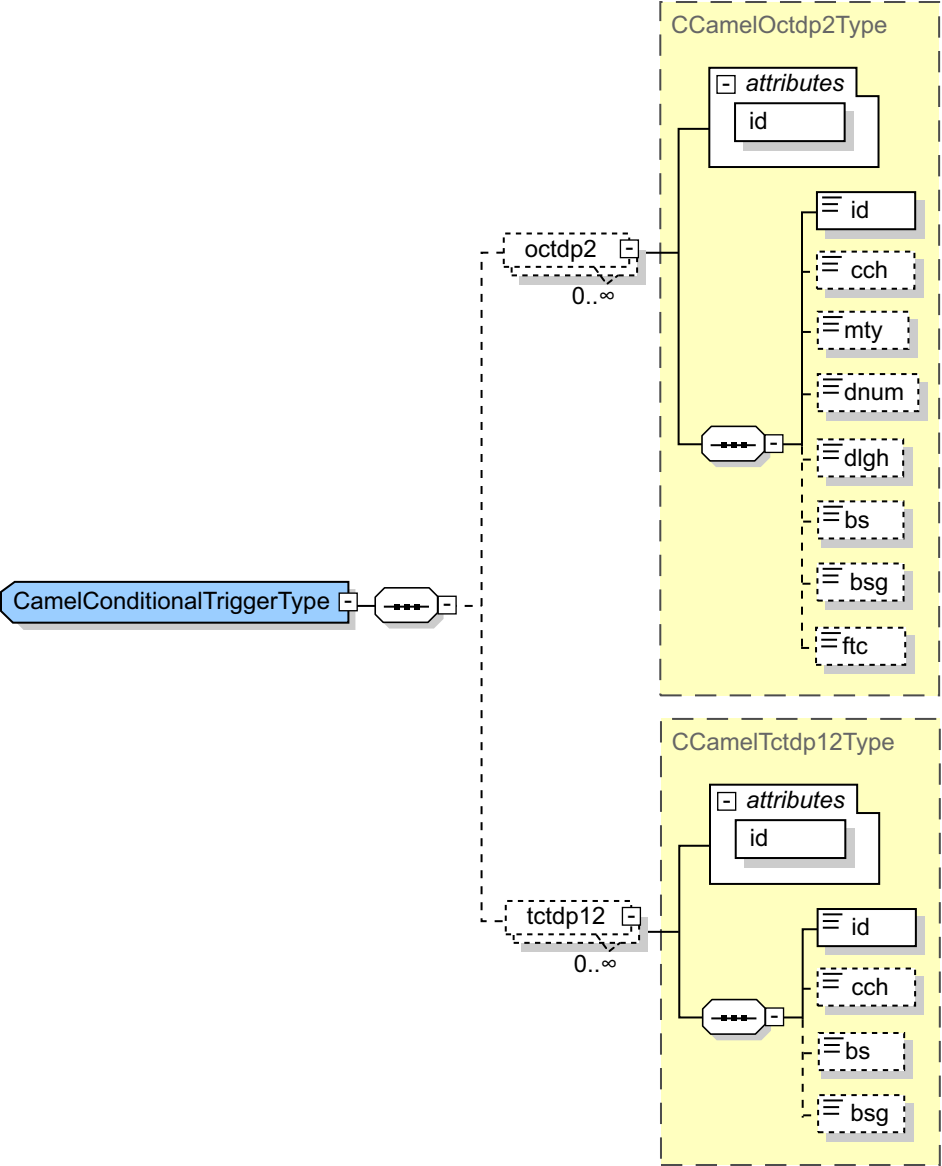 CCamelOctdp2Type
attributes
id
id
octdp2
cch
0..∞
mty
dnum
dlgh
bs
bsg
CamelConditionalTriggerType
ftc
CCamelTctdp12Type
attributes
id
tctdp12
id
0..∞
cch
bs
bsg